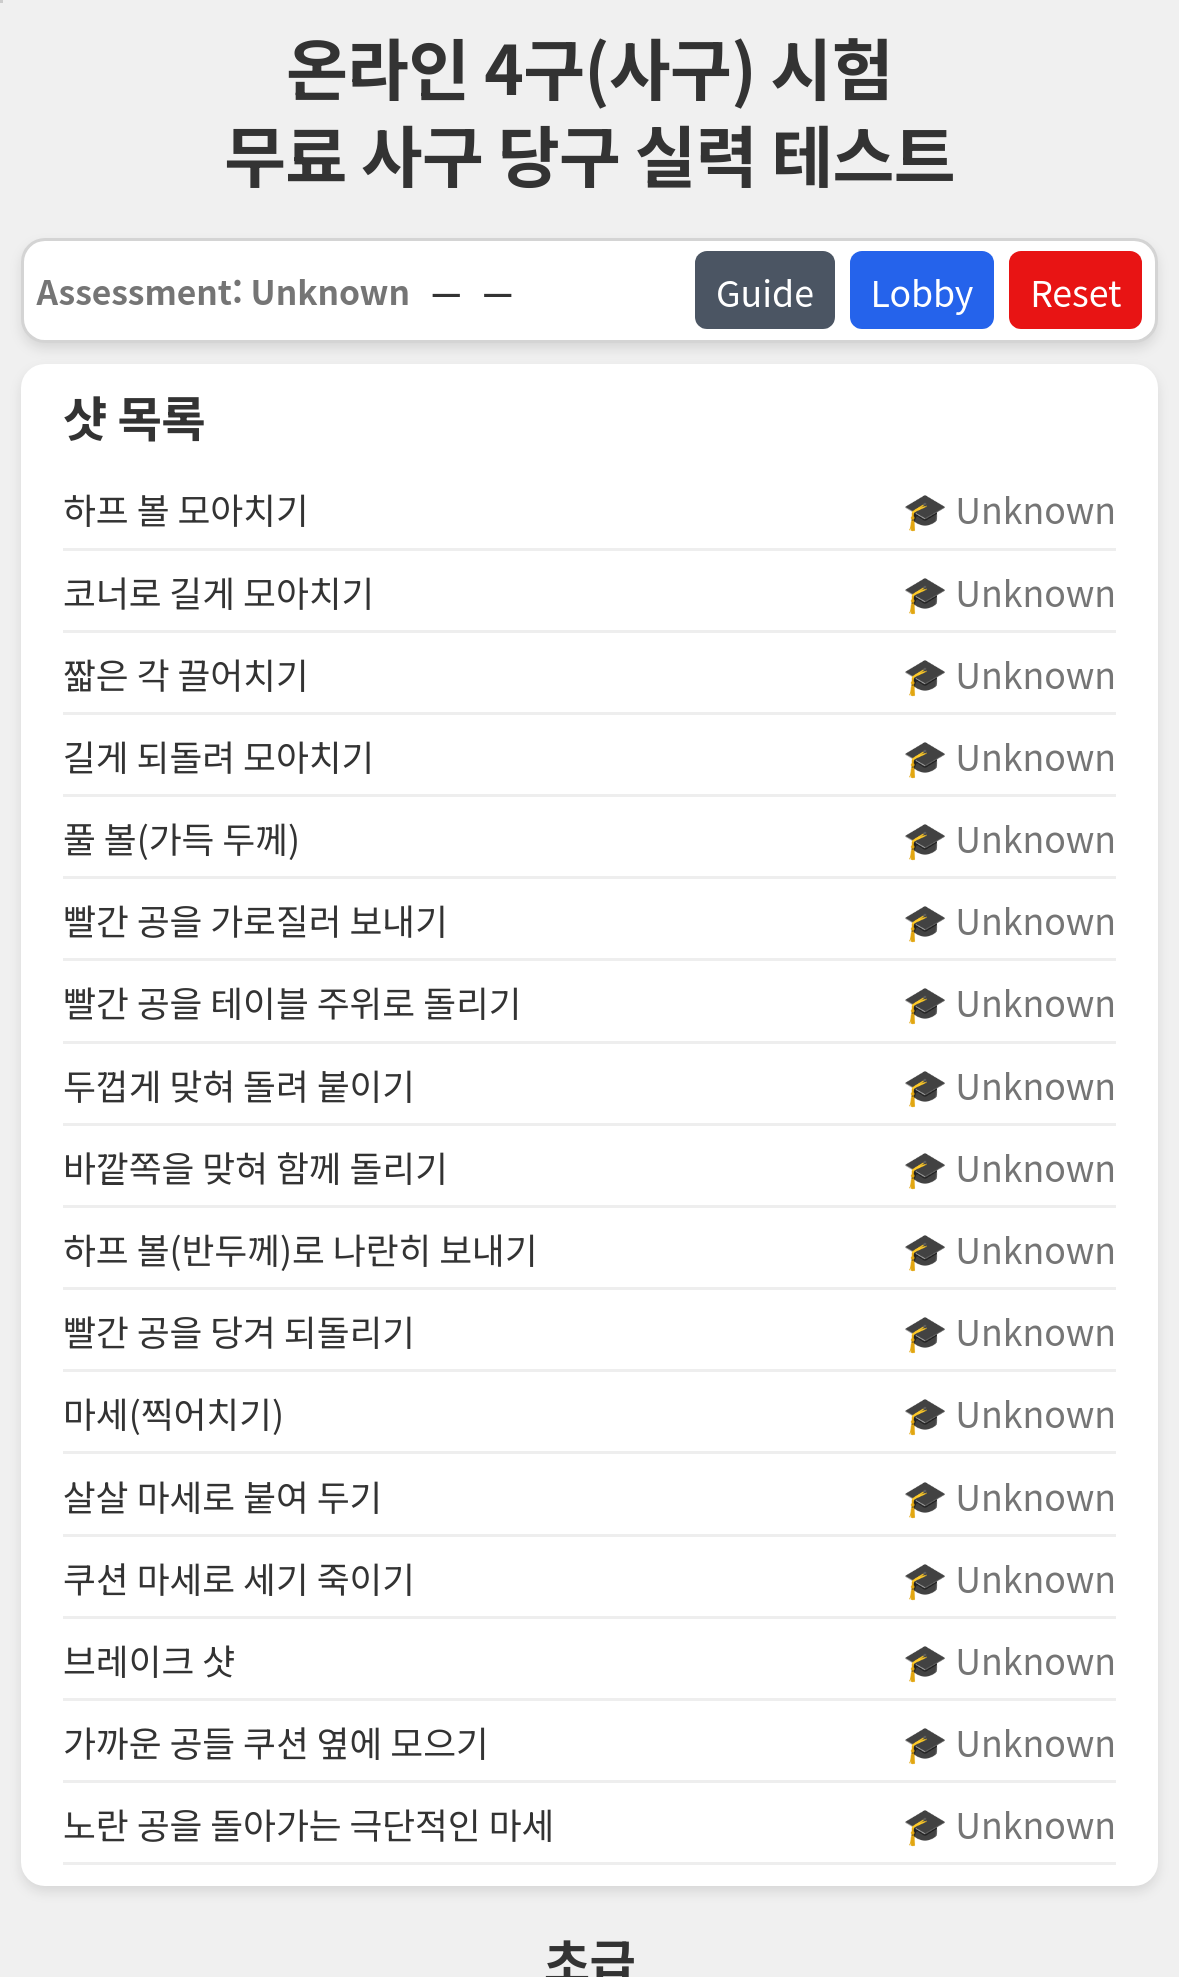 온라인 4구(사구) 시험
무료 사구 당구 실력 테스트
Assessment: Unknown — —
Guide
Lobby
Reset
샷 목록
하프 볼 모아치기 🎓 Unknown
코너로 길게 모아치기 🎓 Unknown
짧은 각 끌어치기 🎓 Unknown
길게 되돌려 모아치기 🎓 Unknown
풀 볼(가득 두께) 🎓 Unknown
빨간 공을 가로질러 보내기 🎓 Unknown
빨간 공을 테이블 주위로 돌리기 🎓 Unknown
두껍게 맞혀 돌려 붙이기 🎓 Unknown
바깥쪽을 맞혀 함께 돌리기 🎓 Unknown
하프 볼(반두께)로 나란히 보내기 🎓 Unknown
빨간 공을 당겨 되돌리기 🎓 Unknown
마세(찍어치기) 🎓 Unknown
살살 마세로 붙여 두기 🎓 Unknown
쿠션 마세로 세기 죽이기 🎓 Unknown
브레이크 샷 🎓 Unknown
가까운 공들 쿠션 옆에 모으기 🎓 Unknown
노란 공을 돌아가는 극단적인 마세 🎓 Unknown
초급